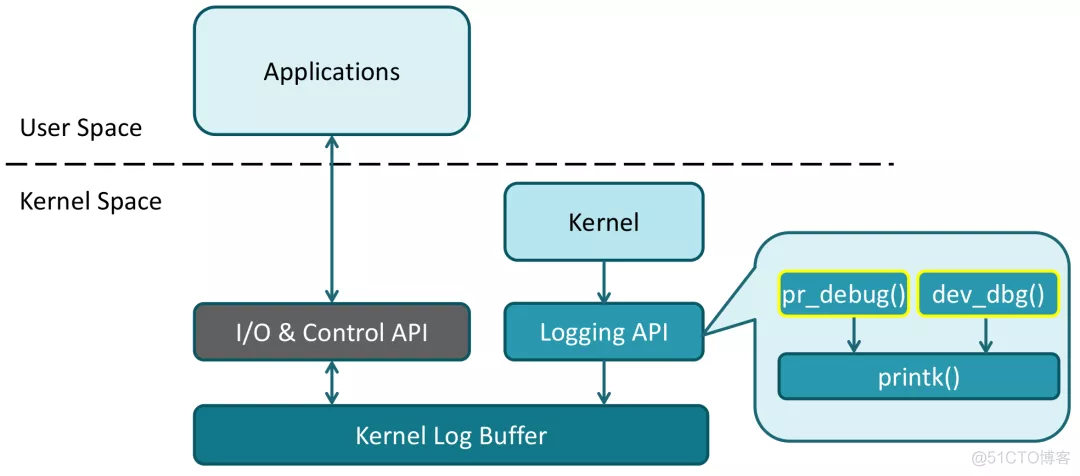 Applications
User Space
Kernel Space
Kernel
pr_debug()
dev_dbg()
I/O & Control API
Logging API
printk()
Kernel Log Buffer
@51CTO博客